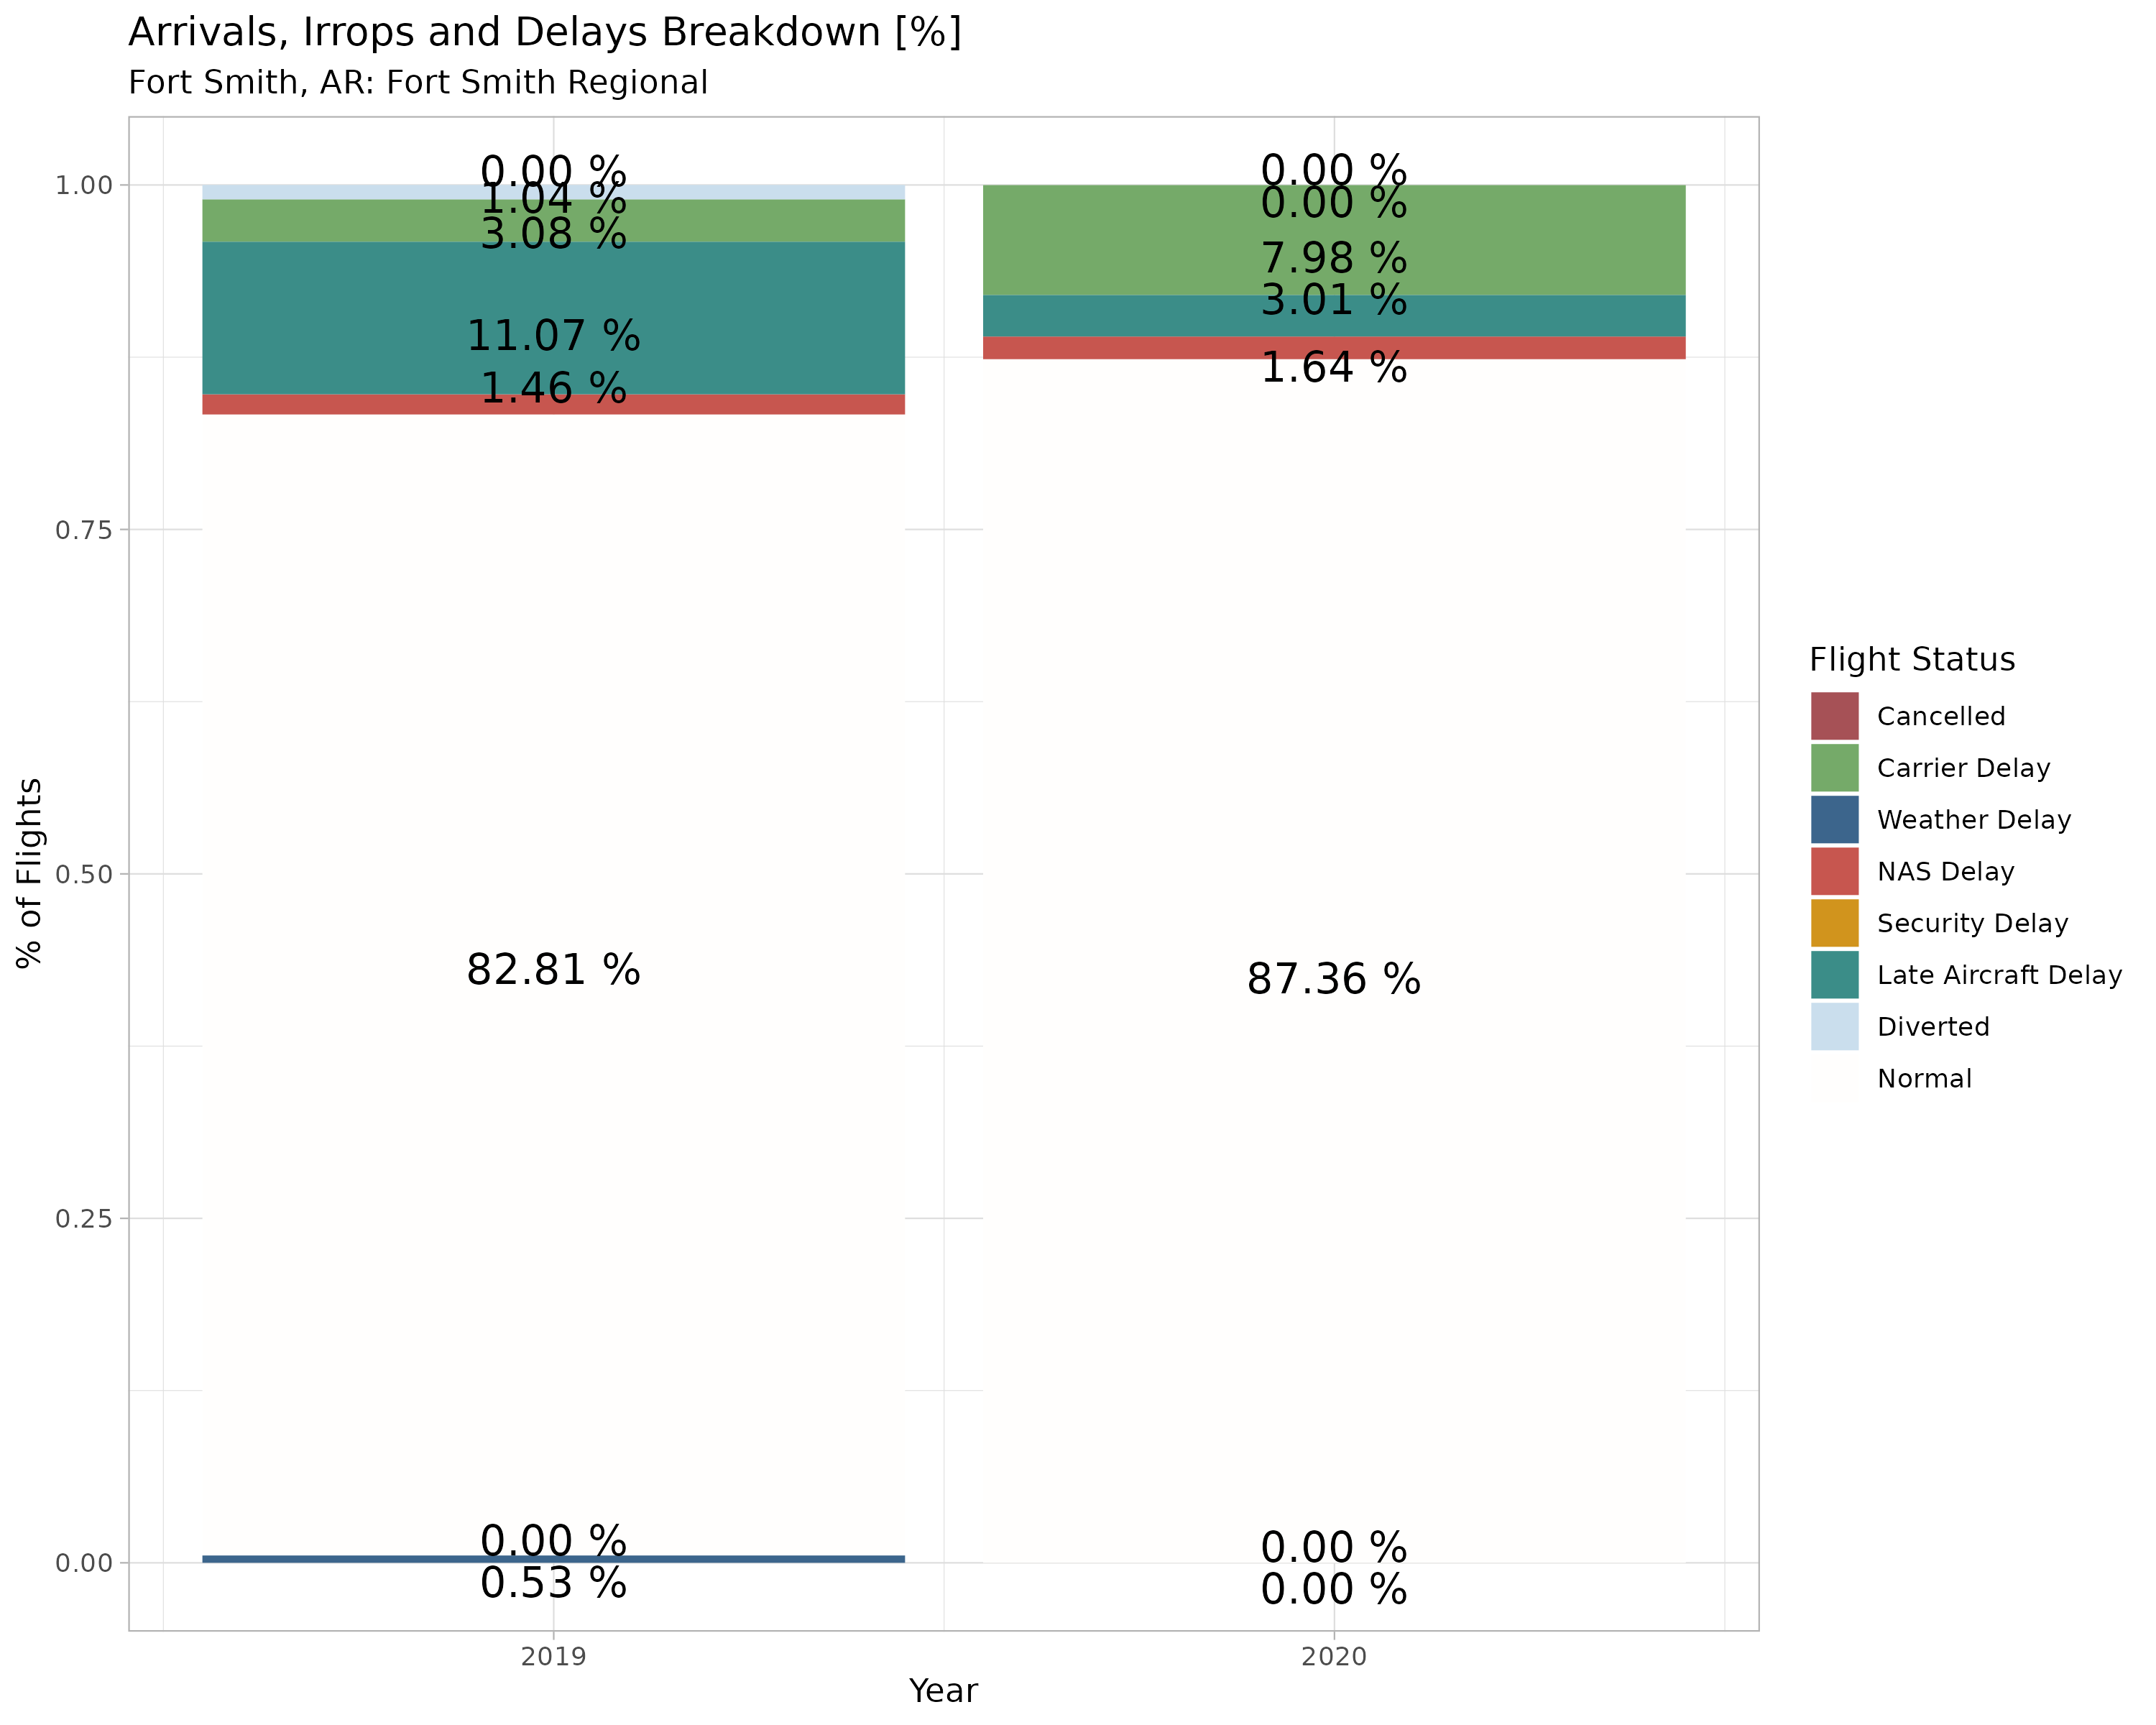 Arrivals, Irrops and Delays Breakdown [%]
Fort Smith, AR: Fort Smith Regional
% of Flights
1.00
0.75
0.50
0.25
0.00
0.00 %
1.04 %
3.08 %
11.07 %
1.46 %
82.81 %
0.00 %
0.53 %
0.00 %
0.00 %
7.98 %
3.01 %
1.64 %
87.36 %
0.00 %
0.00 %
2019
2020
Year
Flight Status
Cancelled
Carrier Delay
Weather Delay
NAS Delay
Security Delay
Late Aircraft Delay
Diverted
Normal